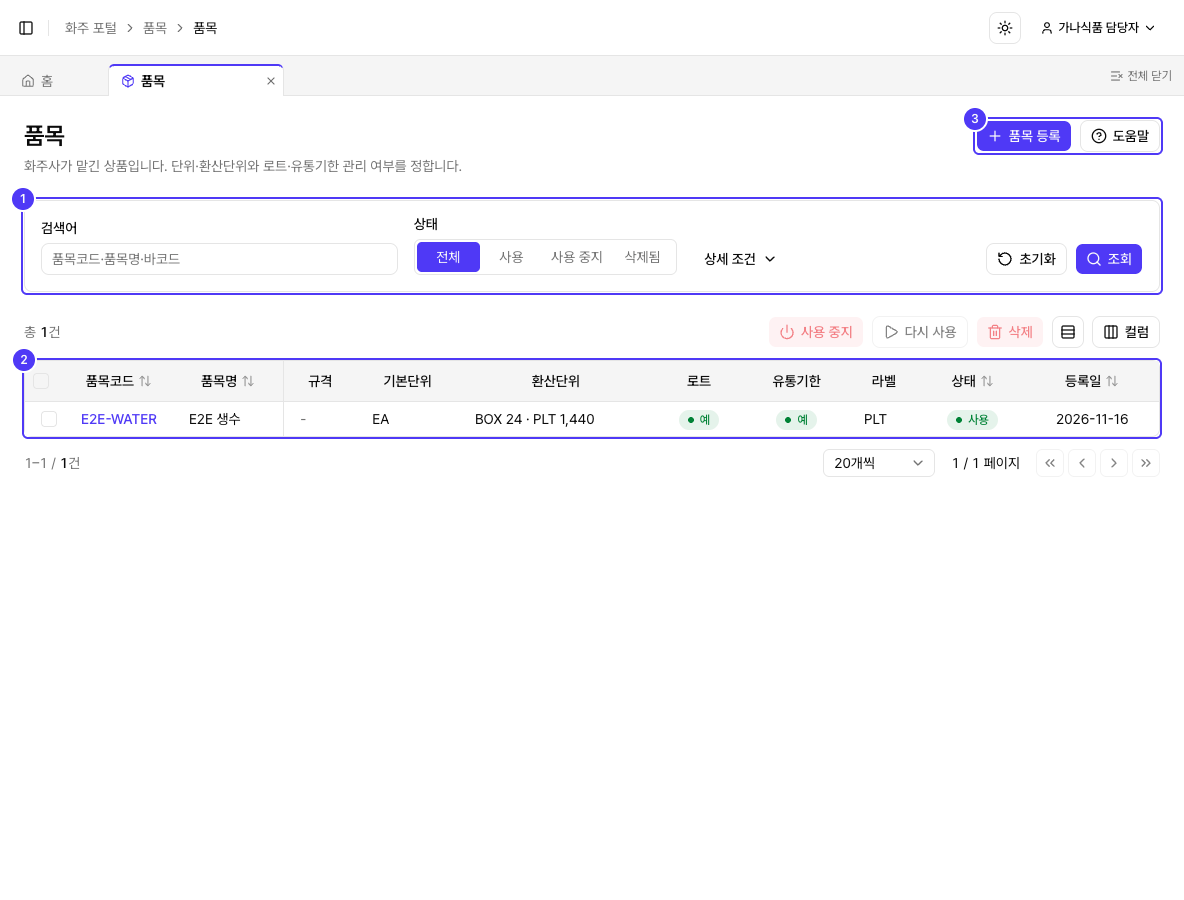 화주 포털 > 품목 > 품목
가나식품 담당자
홈
품목
전체 닫기
품목
화주사가 맡긴 상품입니다. 단위·환산단위와 로트·유통기한 관리 여부를 정합니다.
3
품목 등록
도움말
1
검색어
품목코드·품목명·바코드
상태
전체 사용 사용 중지 삭제됨
상세 조건
초기화
조회
총 1건
사용 중지
다시 사용
삭제
컬럼
2
품목코드 품목명 규격 기본단위 환산단위 로트 유통기한 라벨 상태 등록일
E2E-WATER E2E 생수 - EA BOX 24 · PLT 1,440 예 예 PLT 사용 2026-11-16
1–1 / 1건
20개씩
1 / 1 페이지